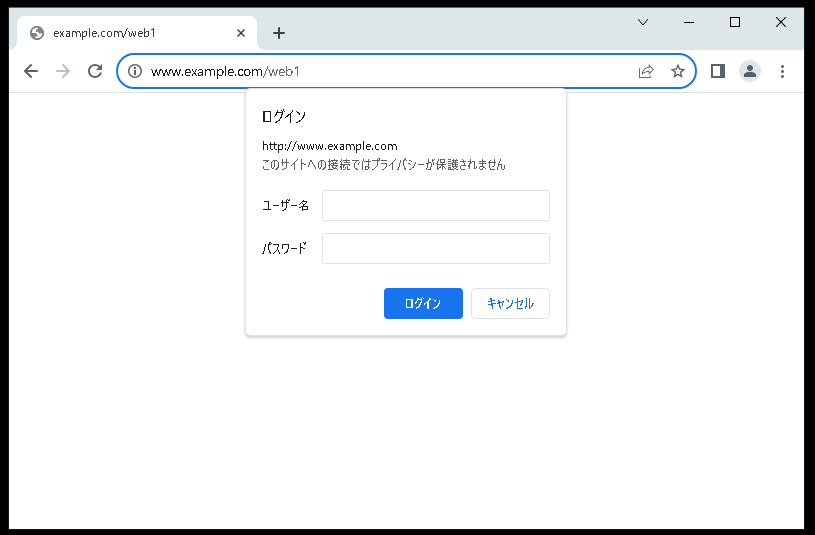 example.com/web1
www.example.com/web1
ログイン
http://www.example.com
このサイトへの接続ではプライバシーが保護されません
ユーザー名
パスワード
ログイン キャンセル